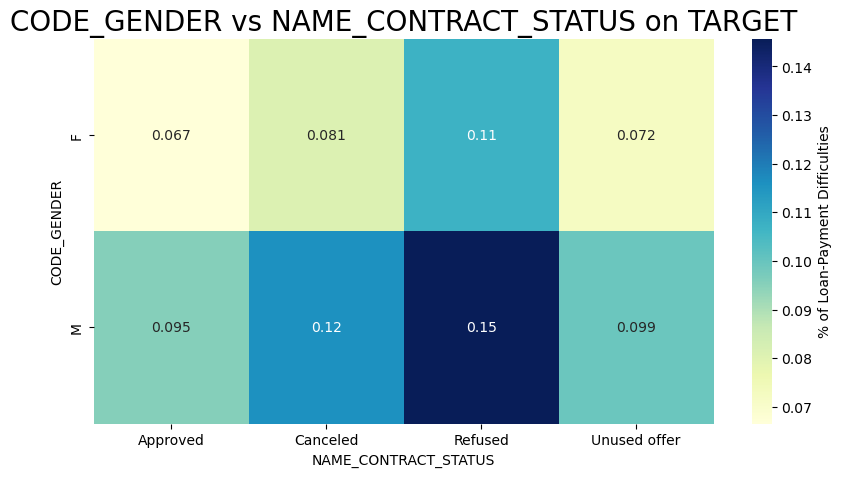 CODE_GENDER vs NAME_CONTRACT_STATUS on TARGET
CODE_GENDER
F
0.067 0.081 0.11 0.072
M
0.095 0.12 0.15 0.099
Approved Canceled Refused Unused offer
NAME_CONTRACT_STATUS
0.14
0.13
0.12
0.11
0.10
0.09
0.08
0.07
% of Loan-Payment Difficulties